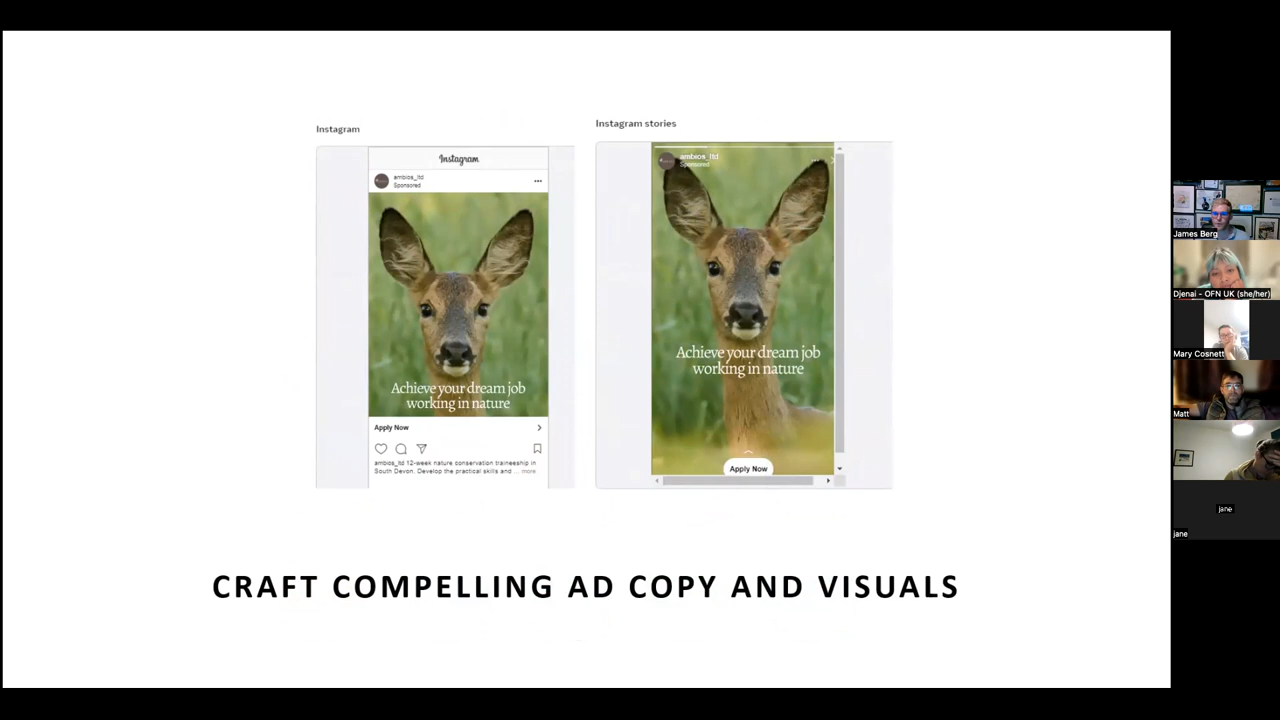 Instagram
Instagram
ambios_ltd
Sponsored
Achieve your dream job
working in nature
Apply Now
ambios_ltd 12-week nature conservation traineeship in
South Devon. Develop the practical skills and ... more
Instagram stories
ambios_ltd
Sponsored
Achieve your dream job
working in nature
Apply Now
CRAFT COMPELLING AD COPY AND VISUALS
James Berg
Djenai - OFN UK (she/her)
Mary Cosnett
Matt
jane
jane